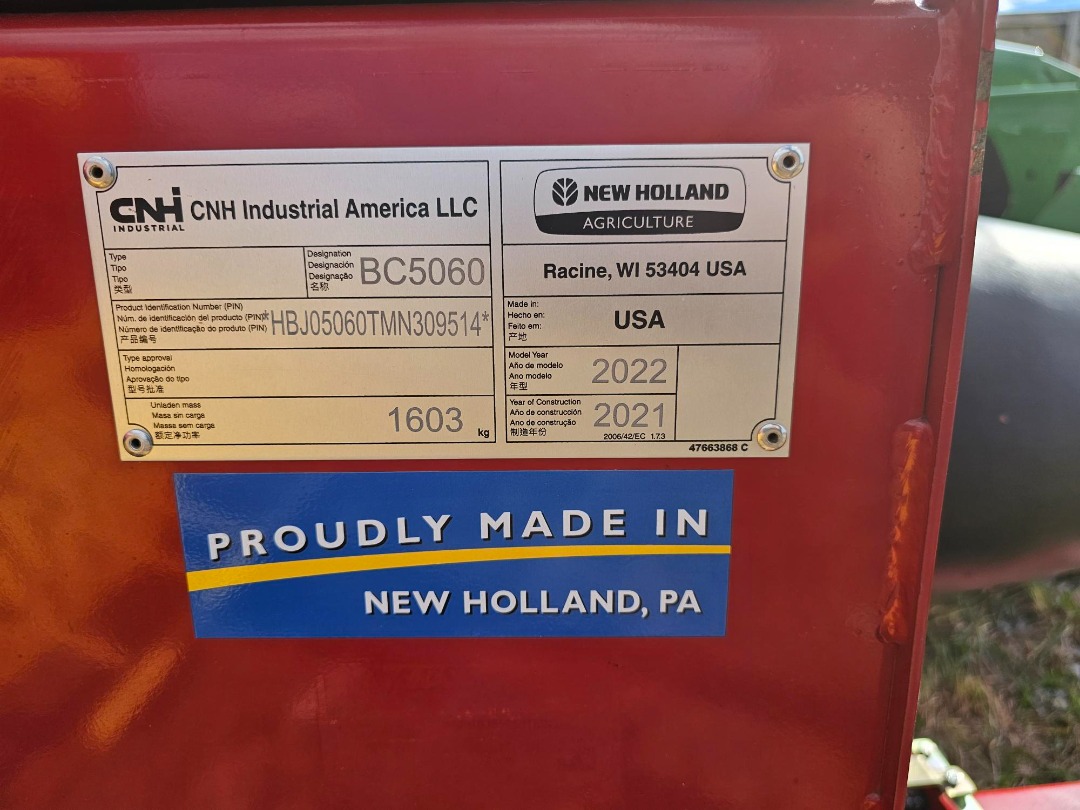 CNH INDUSTRIAL CNH Industrial America LLC
NEW HOLLAND
AGRICULTURE
Type
Tipo
Tipo
类型
Designation
Designación
Designação
名称
BC5060
Racine, WI 53404 USA
Product Identification Number (PIN)
Núm. de identificación del producto (PIN)
Número de identificação do produto (PIN)
产品编号
*HBJ05060TMN309514*
Made in:
Hecho en:
Feito em:
产地
USA
Type approval
Homologación
Aprovação do tipo
型号批准
Model Year
Año de modelo
Ano modelo
年型
2022
Unladen mass
Masa sin carga
Massa sem carga
额定净功率
1603 kg
Year of Construction
Año de construcción
Ano de construção
制造年份
2021
2006/42/EC 1.7.3
47663868 C
PROUDLY MADE IN
NEW HOLLAND, PA